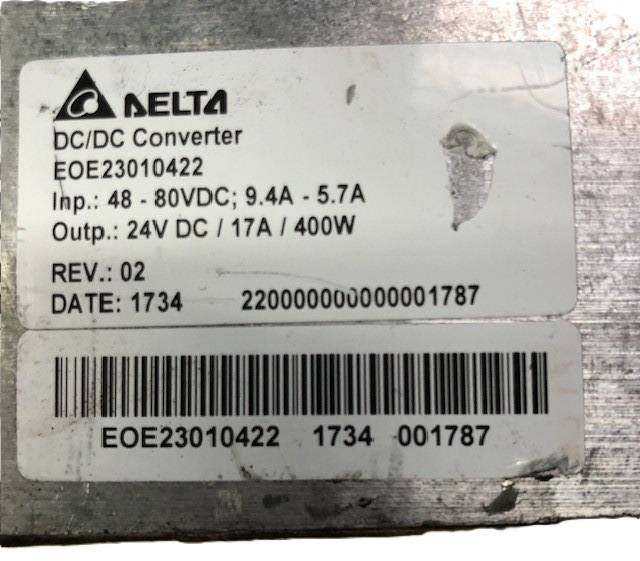 DELTA
DC/DC Converter
EOE23010422
Inp.: 48 - 80VDC; 9.4A - 5.7A
Outp.: 24V DC / 17A / 400W
REV.: 02
DATE: 1734 220000000000001787
EOE23010422 1734 001787